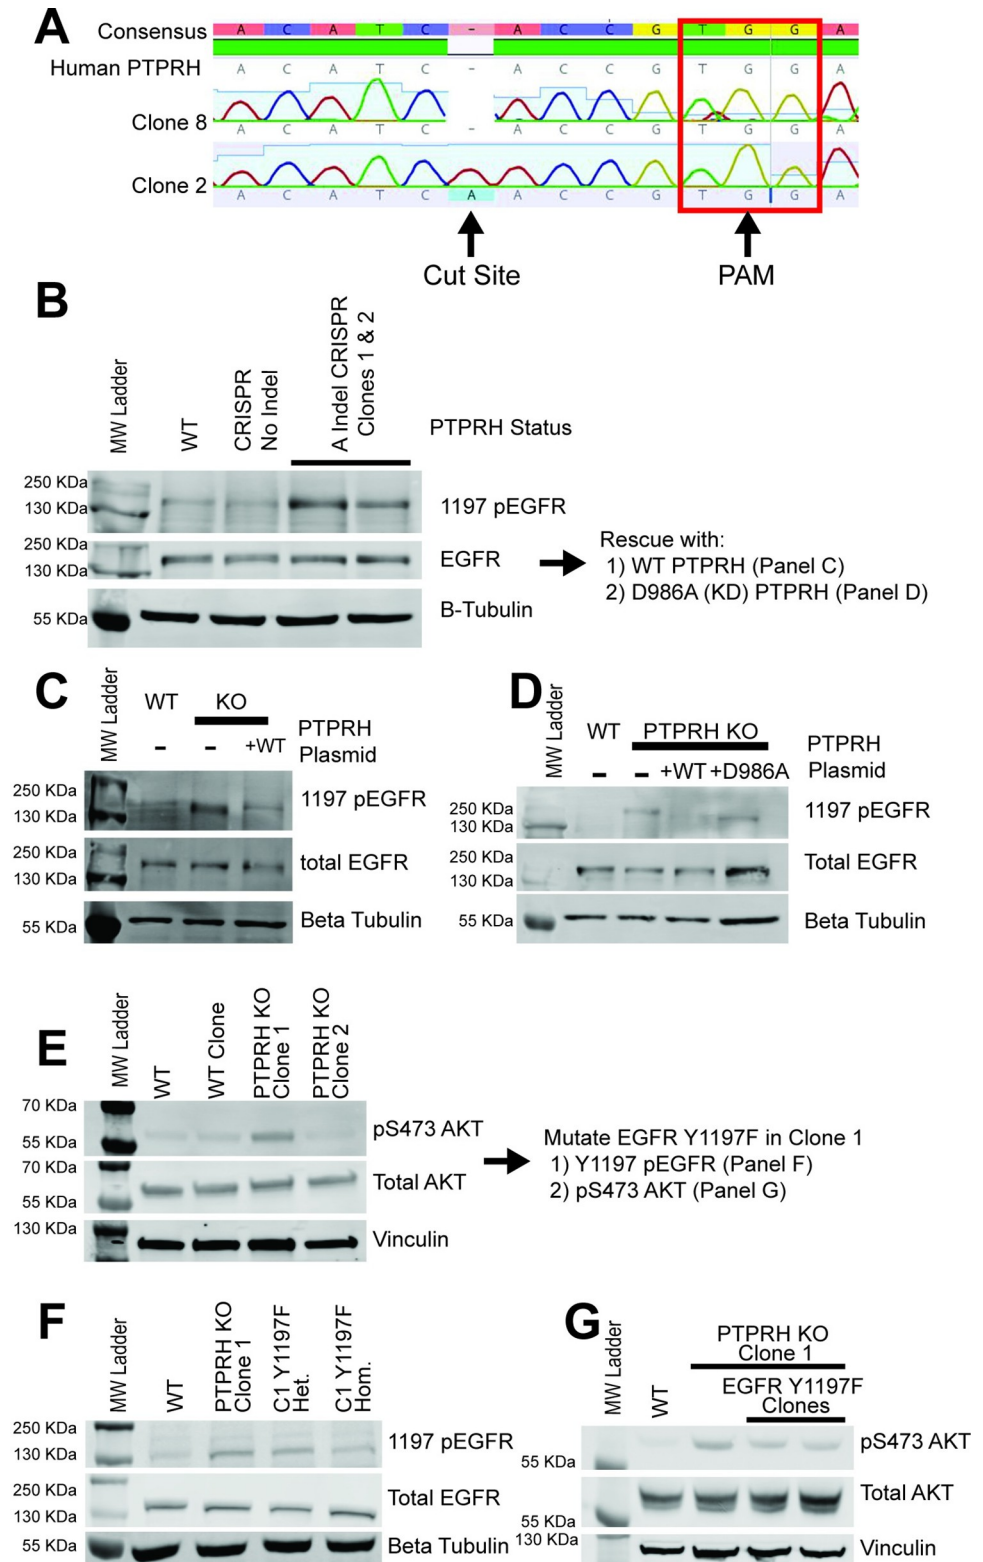 A
Consensus A C A T C - A C C G T G G A
Human PTPRH A C A T C - A C C G T G G A
Clone 8
A C A T C - A C C G T G G A
Clone 2
A C A T C A A C C G T G G A
Cut Site
PAM
B
MW Ladder
WT
CRISPR
No Indel
A Indel CRISPR
Clones 1 & 2
PTPRH Status
250 KDa
130 KDa
1197 pEGFR
250 KDa
130 KDa
EGFR
55 KDa
B-Tubulin
Rescue with:
1) WT PTPRH (Panel C)
2) D986A (KD) PTPRH (Panel D)
C
MW Ladder
WT
KO
- - +WT
PTPRH
Plasmid
250 KDa
130 KDa
1197 pEGFR
250 KDa
130 KDa
total EGFR
55 KDa
Beta Tubulin
D
MW Ladder
WT
PTPRH KO
- - +WT +D986A
PTPRH
Plasmid
250 KDa
130 KDa
1197 pEGFR
250 KDa
130 KDa
Total EGFR
55 KDa
Beta Tubulin
E
MW Ladder
WT
WT Clone
PTPRH KO
Clone 1
PTPRH KO
Clone 2
70 KDa
55 KDa
pS473 AKT
70 KDa
55 KDa
Total AKT
130 KDa
Vinculin
Mutate EGFR Y1197F in Clone 1
1) Y1197 pEGFR (Panel F)
2) pS473 AKT (Panel G)
F
MW Ladder
WT
PTPRH KO
Clone 1
C1 Y1197F
Het.
C1 Y1197F
Hom.
250 KDa
130 KDa
1197 pEGFR
250 KDa
130 KDa
Total EGFR
55 KDa
Beta Tubulin
G
MW Ladder
WT
PTPRH KO
Clone 1
EGFR Y1197F
Clones
55 KDa
pS473 AKT
55 KDa
Total AKT
130 KDa
Vinculin